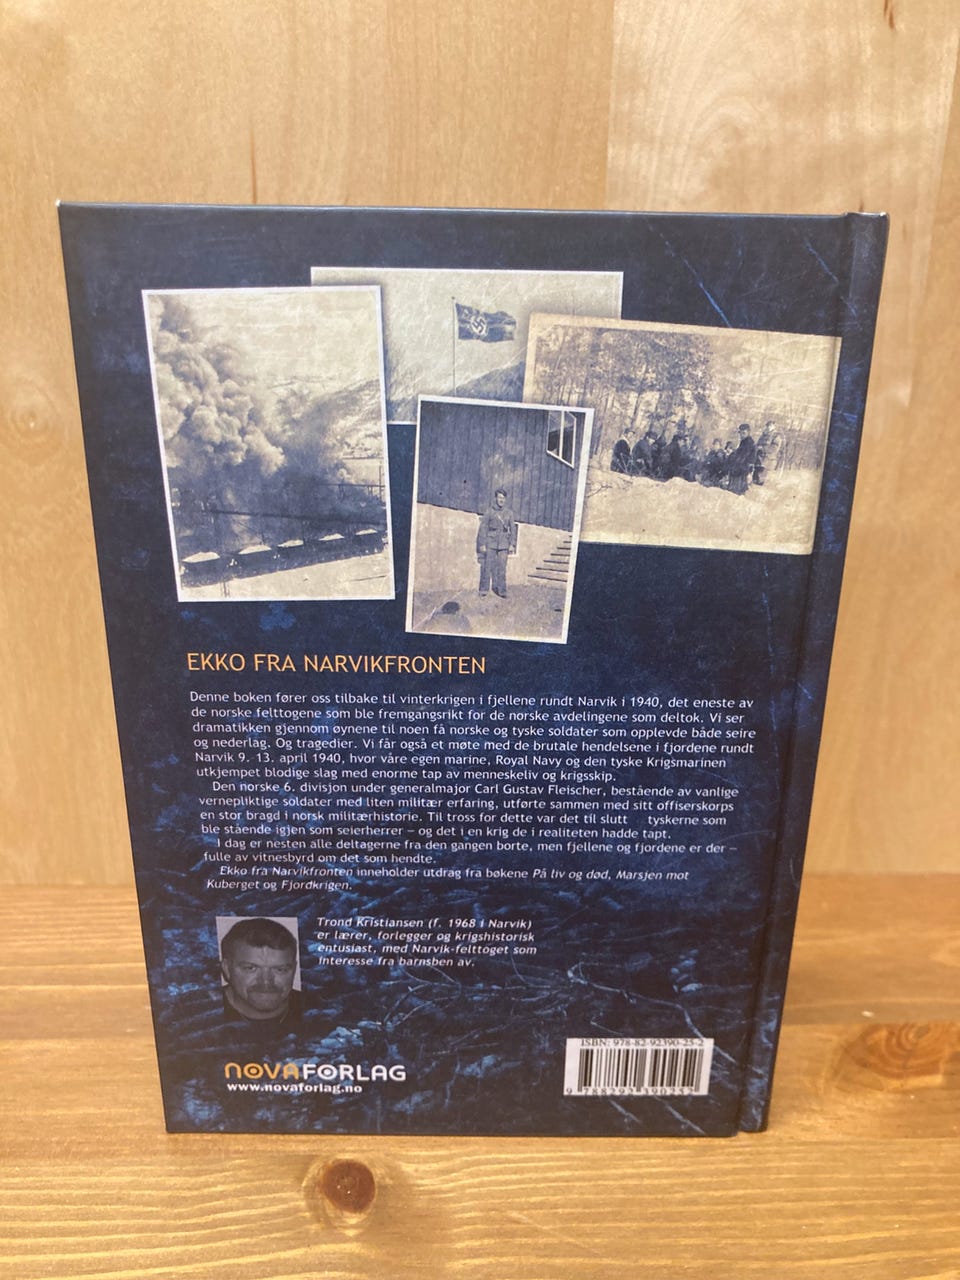 EKKO FRA NARVIKFRONTEN
Denne boken fører oss tilbake til vinterkrigen i fjellene rundt Narvik i 1940, det eneste av
de norske felttogene som ble fremgangsrikt for de norske avdelingene som deltok. Vi ser
dramatikken gjennom øynene til noen få norske og tyske soldater som opplevde både seire
og nederlag. Og tragedier. Vi får også et møte med de brutale hendelsene i fjordene rundt
Narvik 9. 13. april 1940, hvor våre egen marine, Royal Navy og den tyske Krigsmarinen
utkjempet blodige slag med enorme tap av menneskeliv og krigsskip.
Den norske 6. divisjon under generalmajor Carl Gustav Fleischer, bestående av vanlige
vernepliktige soldater med liten militær erfaring, utførte sammen med sitt offiserskorps
en stor bragd i norsk militærhistorie. Til tross for dette var det til slutt tyskerne som
ble stående igjen som seierherrer – og det i en krig de i realiteten hadde tapt.
I dag er nesten alle deltagerne fra den gangen borte, men fjellene og fjordene er der –
fulle av vitnesbyrd om det som hendte.
Ekko fra Narvikfronten inneholder utdrag fra bøkene På liv og død, Marsjen mot
Kuberget og Fjordkrigen.
Trond Kristiansen (f. 1968 i Narvik)
er lærer, forlegger og krigshistorisk
entusiast, med Narvik-felttoget som
interesse fra barnsben av.
NOVAFORLAG
www.novaforlag.no
ISBN: 978-82-92390-25-2
9 788292 390252